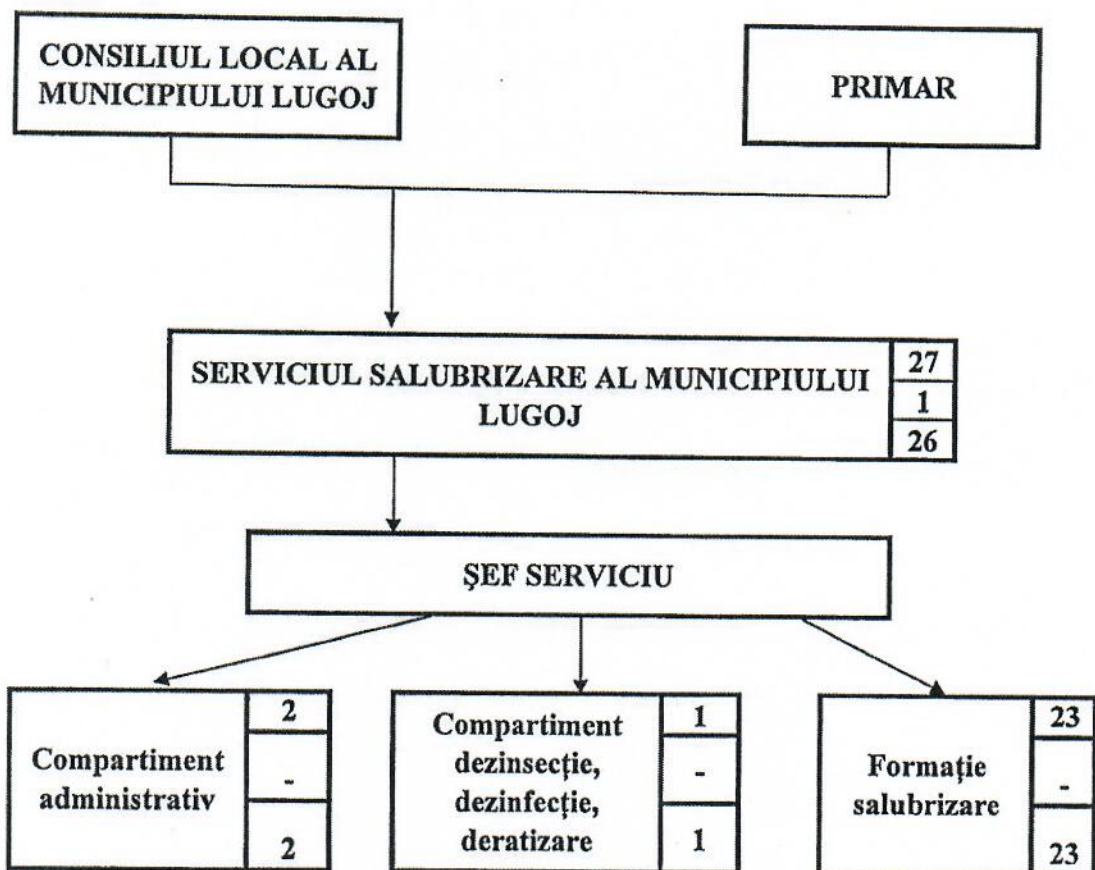 CONSILIUL LOCAL AL
MUNICIPIULUI LUGOJ
PRIMAR
SERVICIUL SALUBRIZARE AL MUNICIPIULUI
LUGOJ
27
1
26
ŞEF SERVICIU
Compartiment
administrativ
2
-
2
Compartiment
dezinsecţie,
dezinfecţie,
deratizare
1
-
1
Formaţie
salubrizare
23
-
23